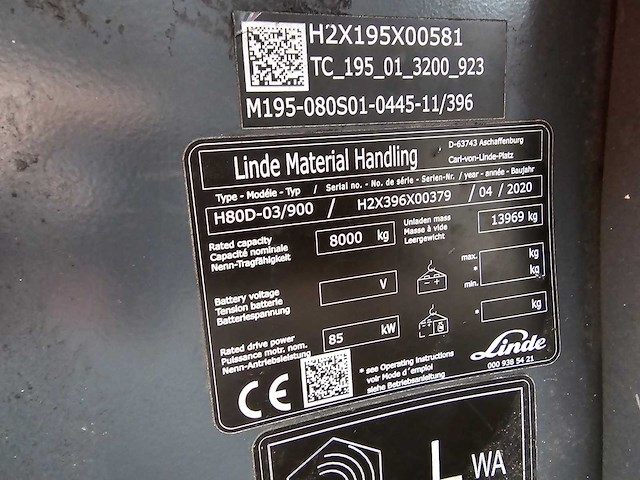 H2X195X00581
TC_195_01_3200_923
M195-080S01-0445-11/396
Linde Material Handling
D-63743 Aschaffenburg
Carl-von-Linde-Platz
Type - Modèle - Typ / Serial no. - No. de série - Serien-Nr. / year - année - Baujahr
H80D-03/900 / H2X396X00379 / 04 / 2020
Rated capacity
Capacité nominale
Nenn-Tragfähigkeit
8000 kg
Unladen mass
Masse à vide
Leergewicht
13969 kg
Battery voltage
Tension batterie
Batteriespannung
V
max. kg
* kg
min.
* kg
Rated drive power
Puissance motr. nom.
Nenn-Antriebsleistung
85 kW
* see Operating instructions
voir Mode d'emploi
siehe Betriebsanleitung
Linde
000 938 54 21
CE
LWA